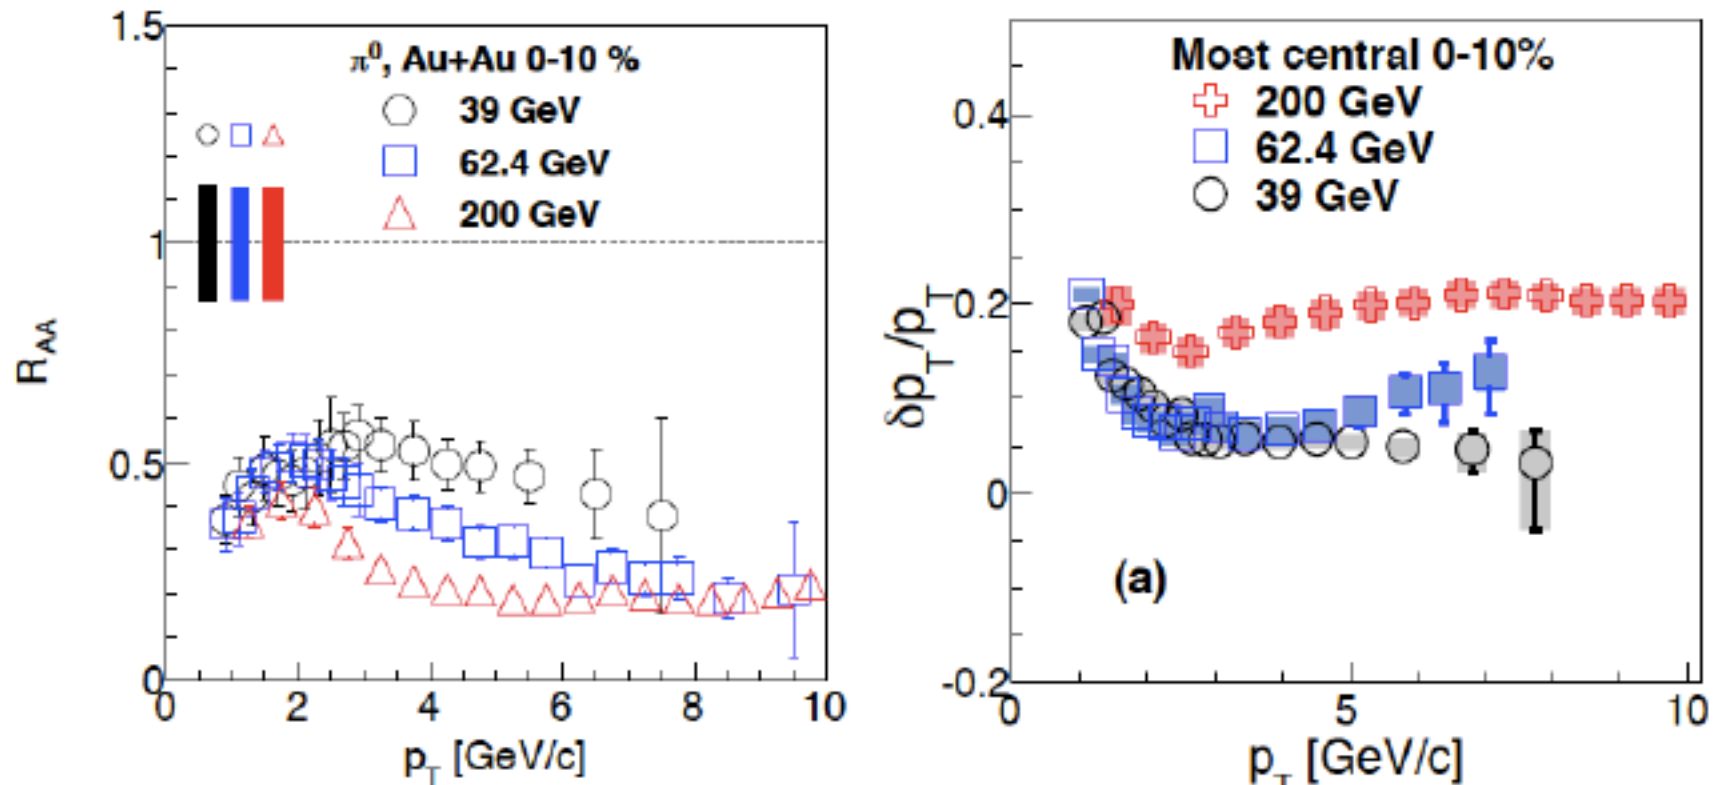 π⁰, Au+Au 0-10 %
39 GeV
62.4 GeV
200 GeV
1.5
1
0.5
0
R_AA
0 2 4 6 8 10
p_T [GeV/c]
Most central 0-10%
200 GeV
62.4 GeV
39 GeV
0.4
0.2
0
-0.2
δp_T/p_T
(a)
0 5 10
p_T [GeV/c]